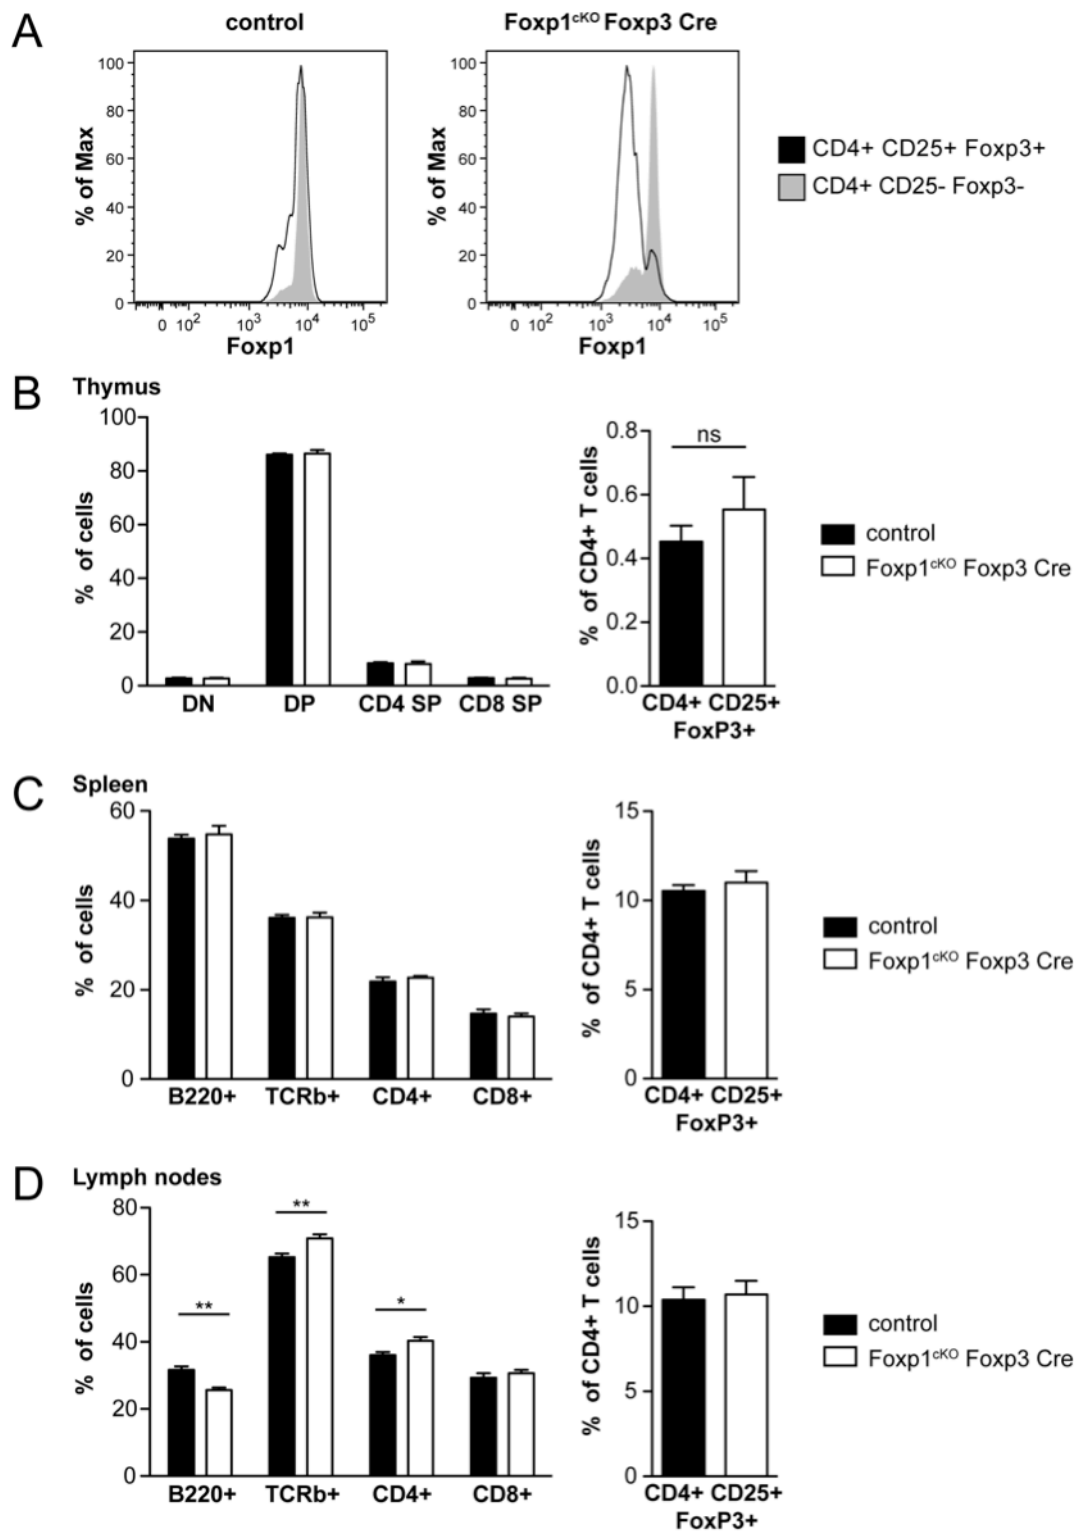 A
control
Foxp1cKO Foxp3 Cre
% of Max
100
80
60
40
20
0
0 10² 10³ 10⁴ 10⁵
Foxp1
% of Max
100
80
60
40
20
0
0 10² 10³ 10⁴ 10⁵
Foxp1
CD4+ CD25+ Foxp3+
CD4+ CD25- Foxp3-
B
Thymus
% of cells
100
80
60
40
20
0
DN DP CD4 SP CD8 SP
% of CD4+ T cells
0.8
0.6
0.4
0.2
0.0
ns
CD4+ CD25+
FoxP3+
control
Foxp1cKO Foxp3 Cre
C
Spleen
% of cells
60
40
20
0
B220+ TCRb+ CD4+ CD8+
% of CD4+ T cells
15
10
5
0
CD4+ CD25+
FoxP3+
control
Foxp1cKO Foxp3 Cre
D
Lymph nodes
% of cells
80
60
40
20
0
**
**
*
B220+ TCRb+ CD4+ CD8+
% of CD4+ T cells
15
10
5
0
CD4+ CD25+
FoxP3+
control
Foxp1cKO Foxp3 Cre